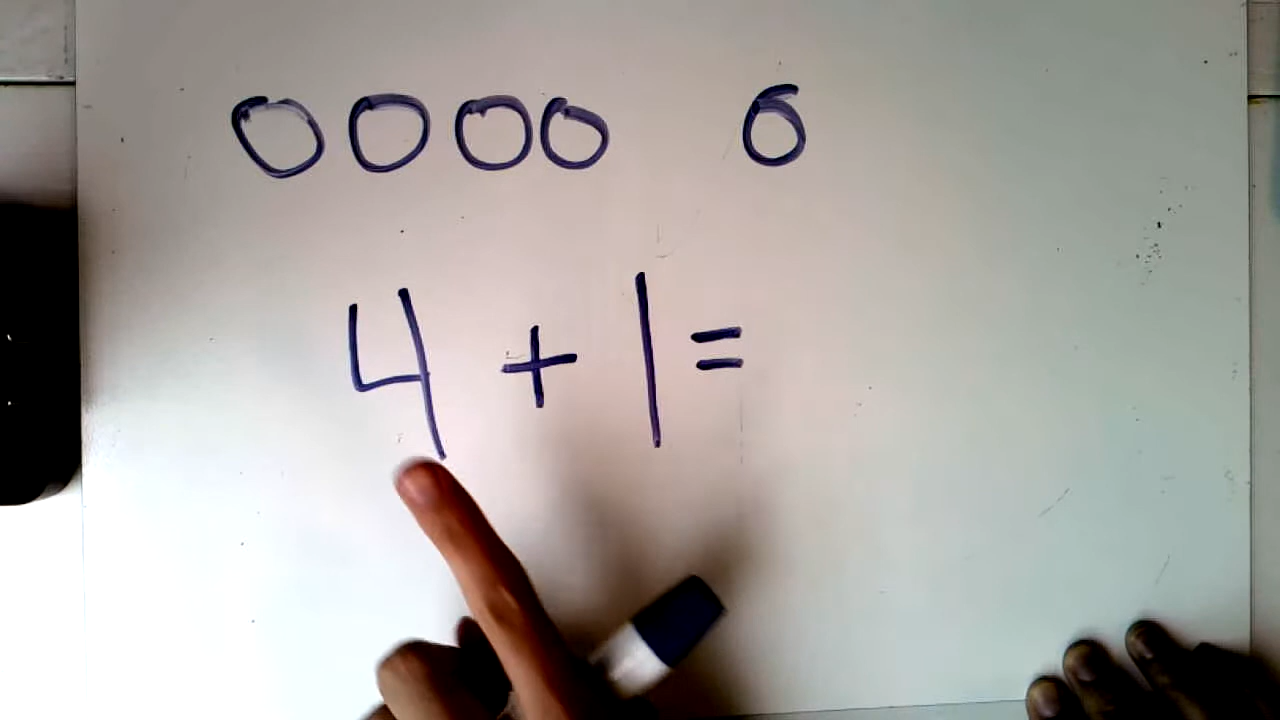 4 + 1 =